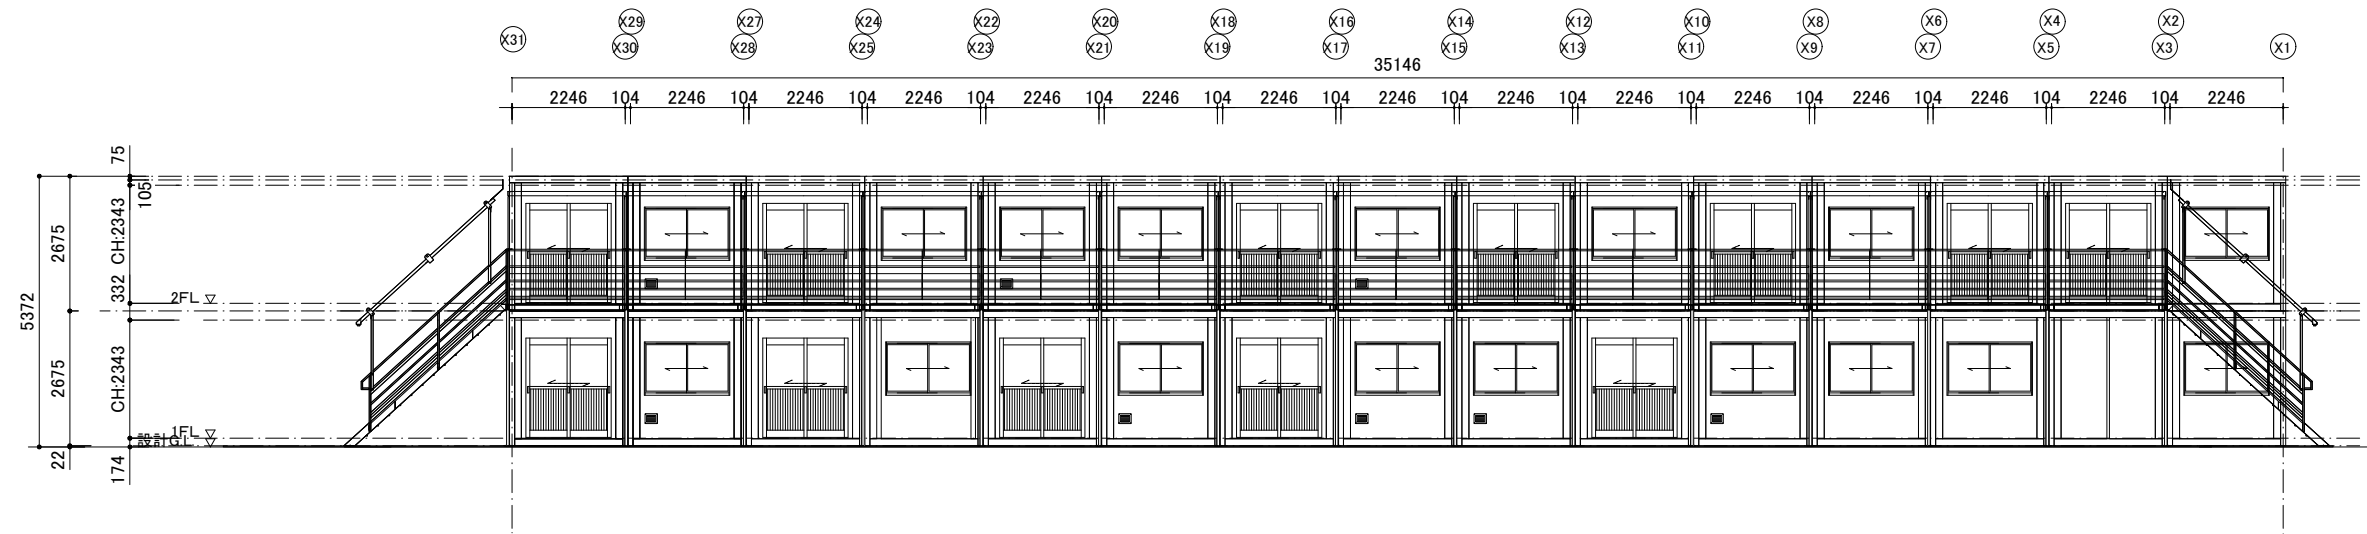 X29 X27 X24 X22 X20 X18 X16 X14 X12 X10 X8 X6 X4 X2
X31 X30 X28 X25 X23 X21 X19 X17 X15 X13 X11 X9 X7 X5 X3 X1
35146
2246 104 2246 104 2246 104 2246 104 2246 104 2246 104 2246 104 2246 104 2246 104 2246 104 2246 104 2246 104 2246 104 2246 104 2246
75
105
CH:2343
2675
332
2FL
5372
CH:2343
2675
1FL
設計G.L
22
174